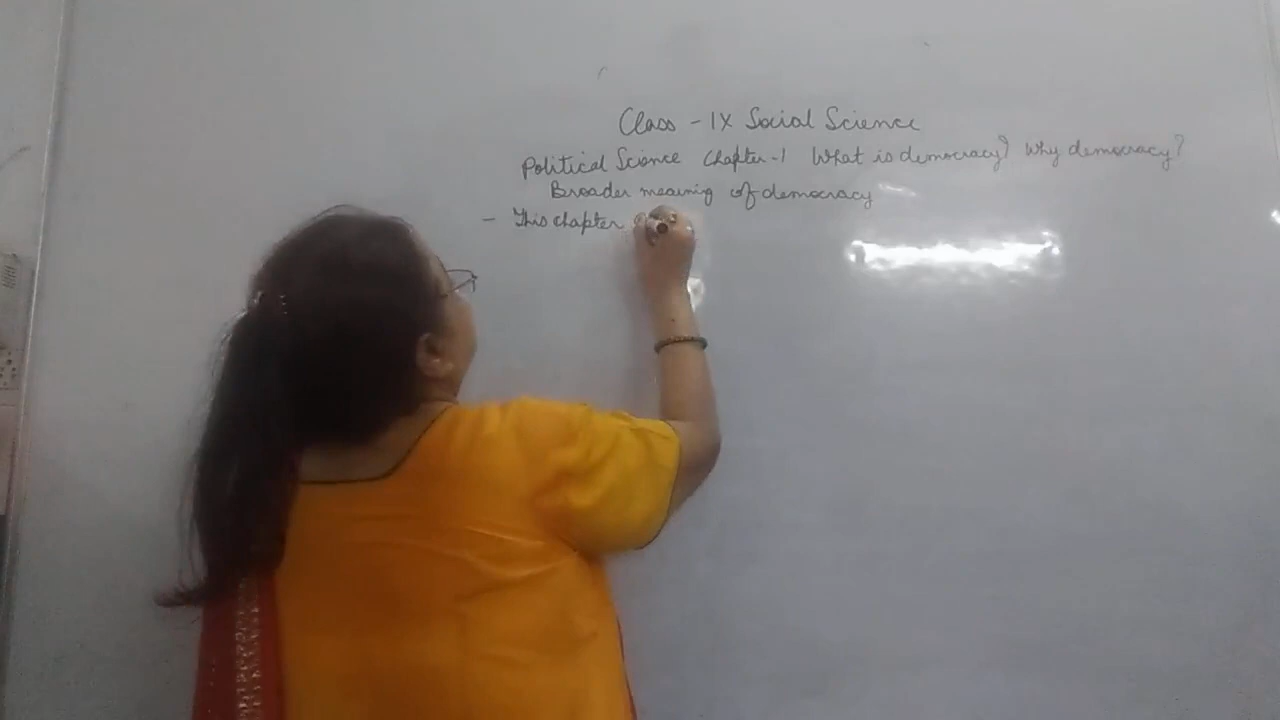 Class - IX Social Science
Political Science Chapter-1 What is democracy? Why democracy?
Broader meaning of democracy
- This chapter